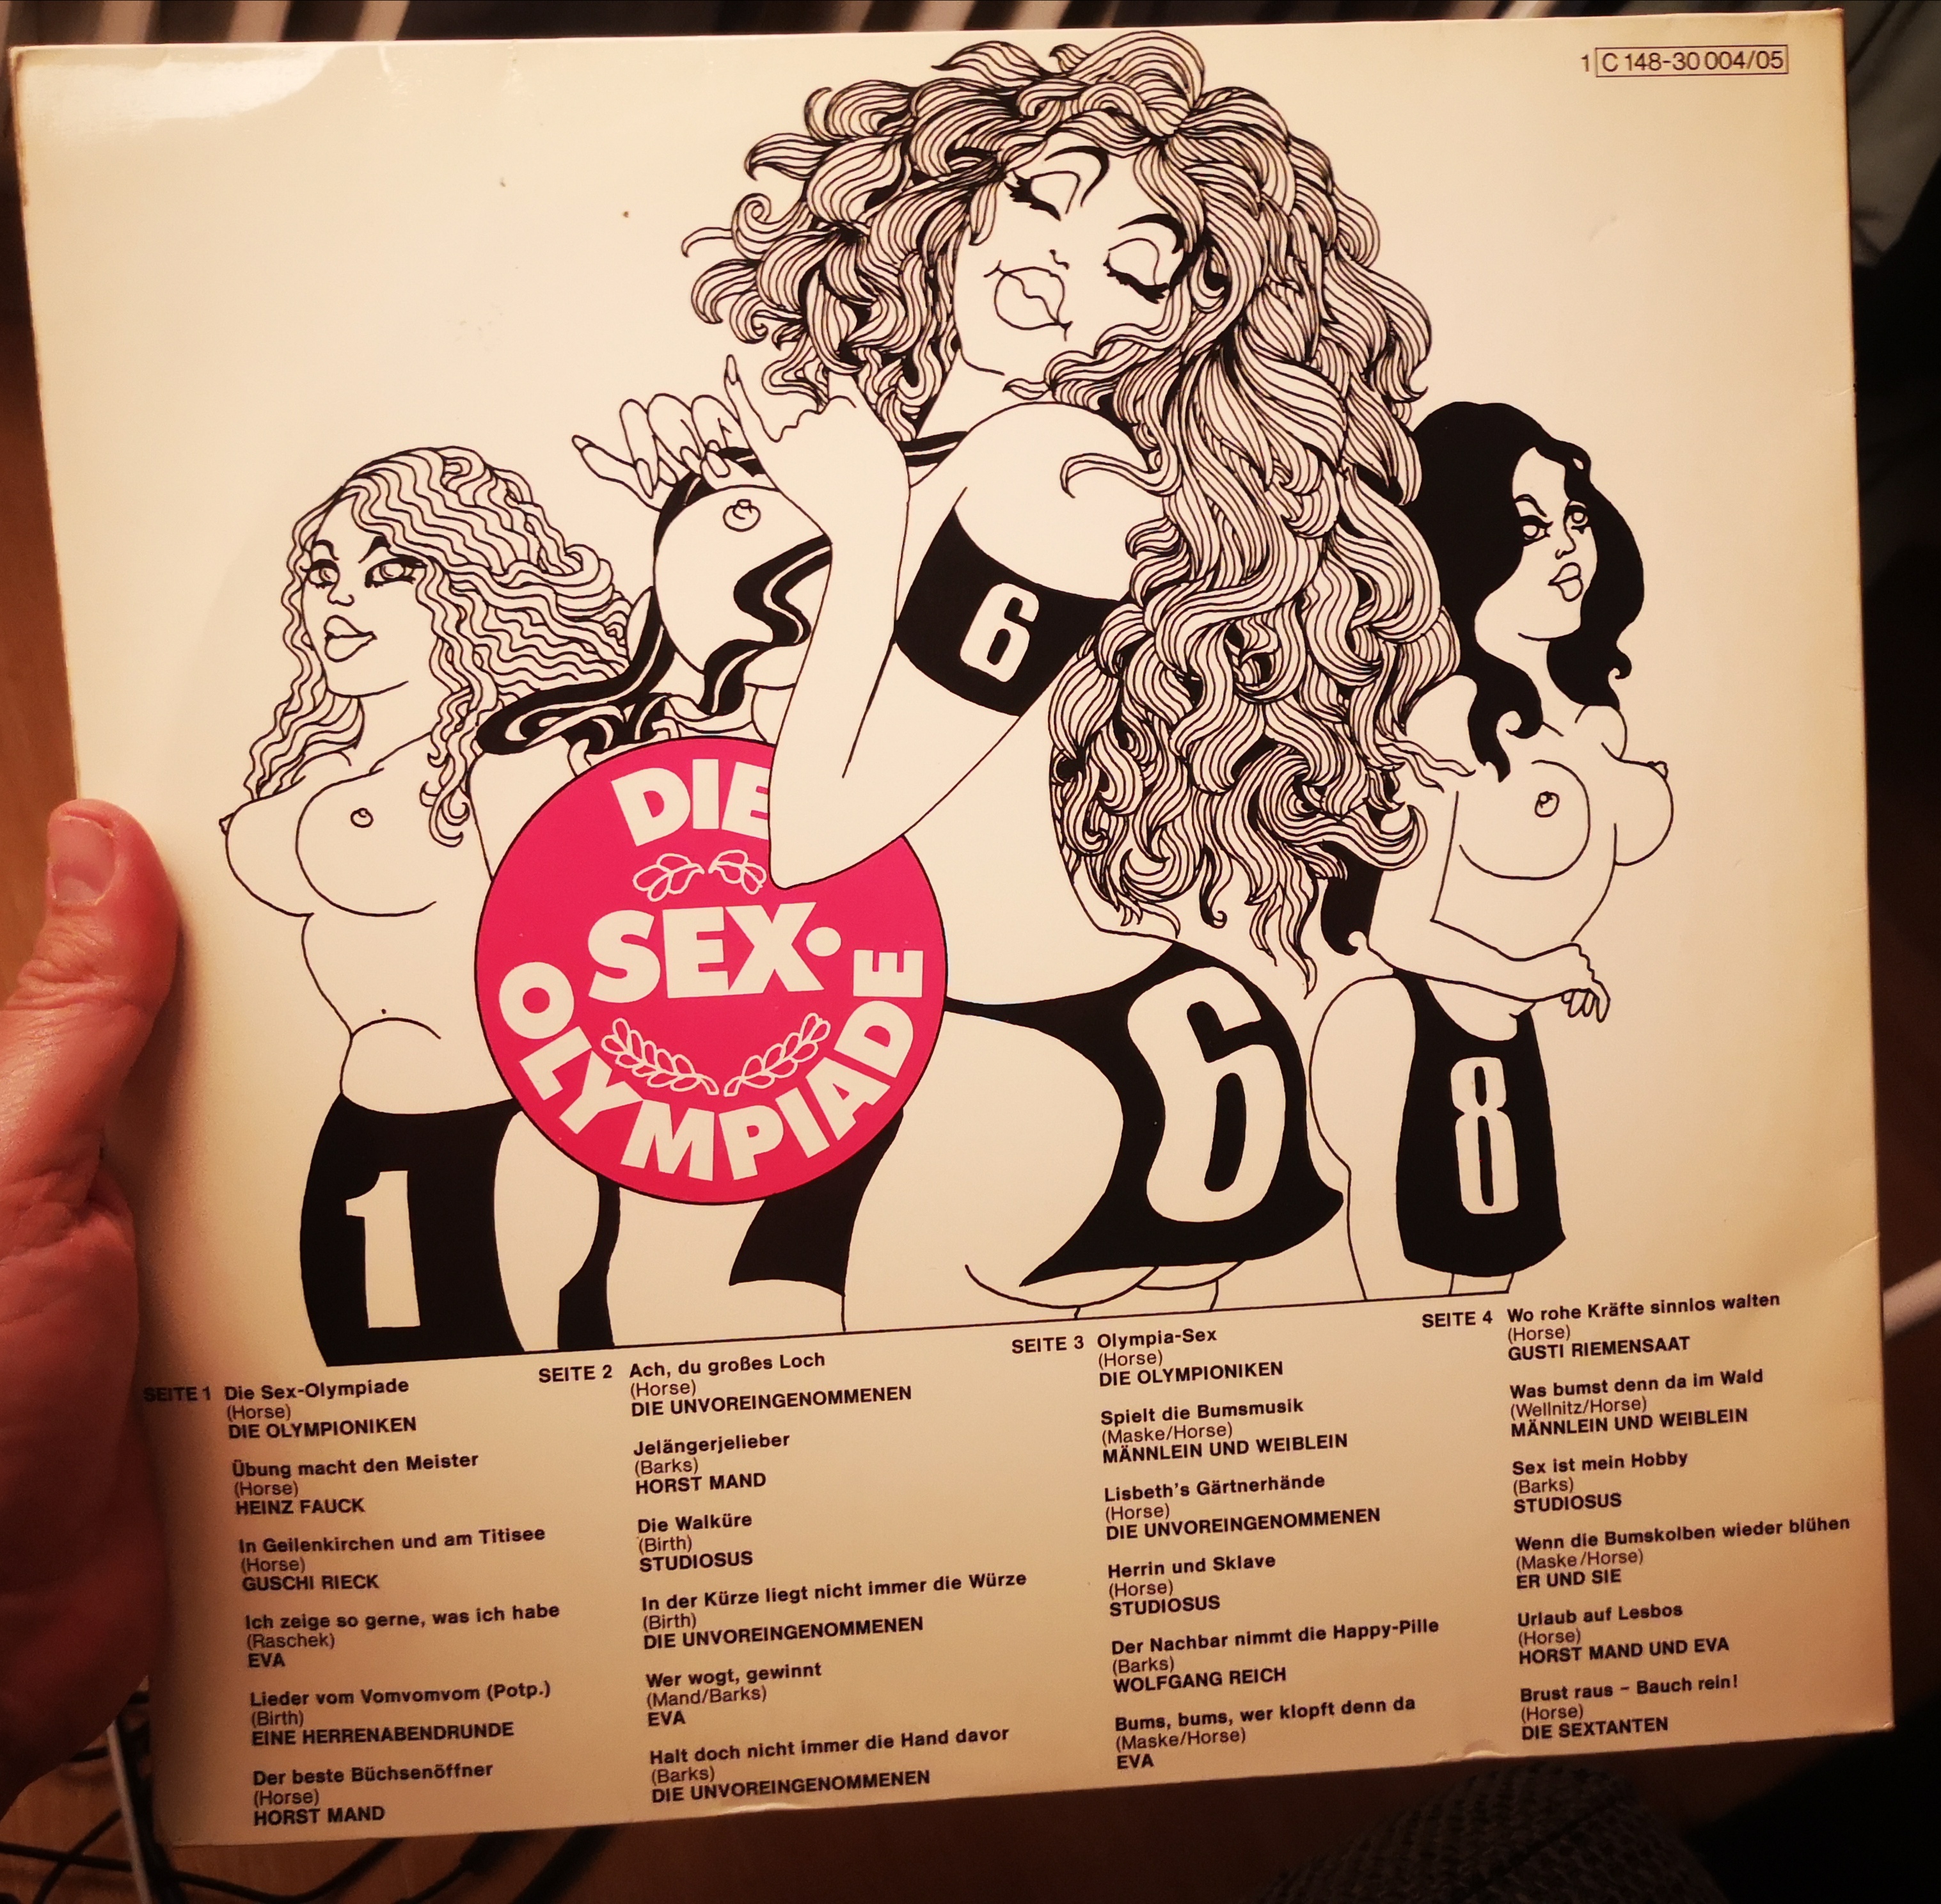 1 C 148-30 004/05
6
DIE
SEX-
OLYMPIADE
6
8
1
SEITE 1 Die Sex-Olympiade
(Horse)
DIE OLYMPIONIKEN
Übung macht den Meister
(Horse)
HEINZ FAUCK
In Geilenkirchen und am Titisee
(Horse)
GUSCHI RIECK
Ich zeige so gerne, was ich habe
(Raschek)
EVA
Lieder vom Vomvomvom (Potp.)
(Birth)
EINE HERRENABENDRUNDE
Der beste Büchsenöffner
(Horse)
HORST MAND
SEITE 2 Ach, du großes Loch
(Horse)
DIE UNVOREINGENOMMENEN
Jelängerjelieber
(Barks)
HORST MAND
Die Walküre
(Birth)
STUDIOSUS
In der Kürze liegt nicht immer die Würze
(Birth)
DIE UNVOREINGENOMMENEN
Wer wogt, gewinnt
(Mand/Barks)
EVA
Halt doch nicht immer die Hand davor
(Barks)
DIE UNVOREINGENOMMENEN
SEITE 3 Olympia-Sex
(Horse)
DIE OLYMPIONIKEN
Spielt die Bumsmusik
(Maske/Horse)
MÄNNLEIN UND WEIBLEIN
Lisbeth's Gärtnerhände
(Horse)
DIE UNVOREINGENOMMENEN
Herrin und Sklave
(Horse)
STUDIOSUS
Der Nachbar nimmt die Happy-Pille
(Barks)
WOLFGANG REICH
Bums, bums, wer klopft denn da
(Maske/Horse)
EVA
SEITE 4 Wo rohe Kräfte sinnlos walten
(Horse)
GUSTI RIEMENSAAT
Was bumst denn da im Wald
(Wellnitz/Horse)
MÄNNLEIN UND WEIBLEIN
Sex ist mein Hobby
(Barks)
STUDIOSUS
Wenn die Bumskolben wieder blühen
(Maske/Horse)
ER UND SIE
Urlaub auf Lesbos
(Horse)
HORST MAND UND EVA
Brust raus – Bauch rein!
(Horse)
DIE SEXTANTEN